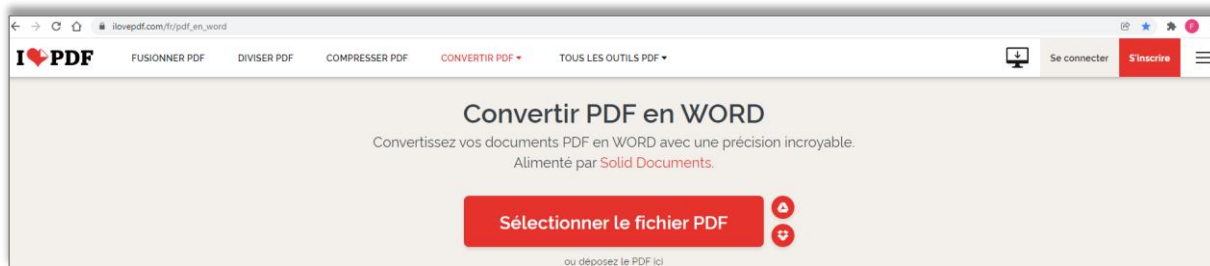 ilovepdf.com/fr/pdf_en_word
F
I PDF FUSIONNER PDF DIVISER PDF COMPRESSER PDF CONVERTIR PDF TOUS LES OUTILS PDF Se connecter S'inscrire
Convertir PDF en WORD
Convertissez vos documents PDF en WORD avec une précision incroyable.
Alimenté par Solid Documents.
Sélectionner le fichier PDF
ou déposez le PDF ici